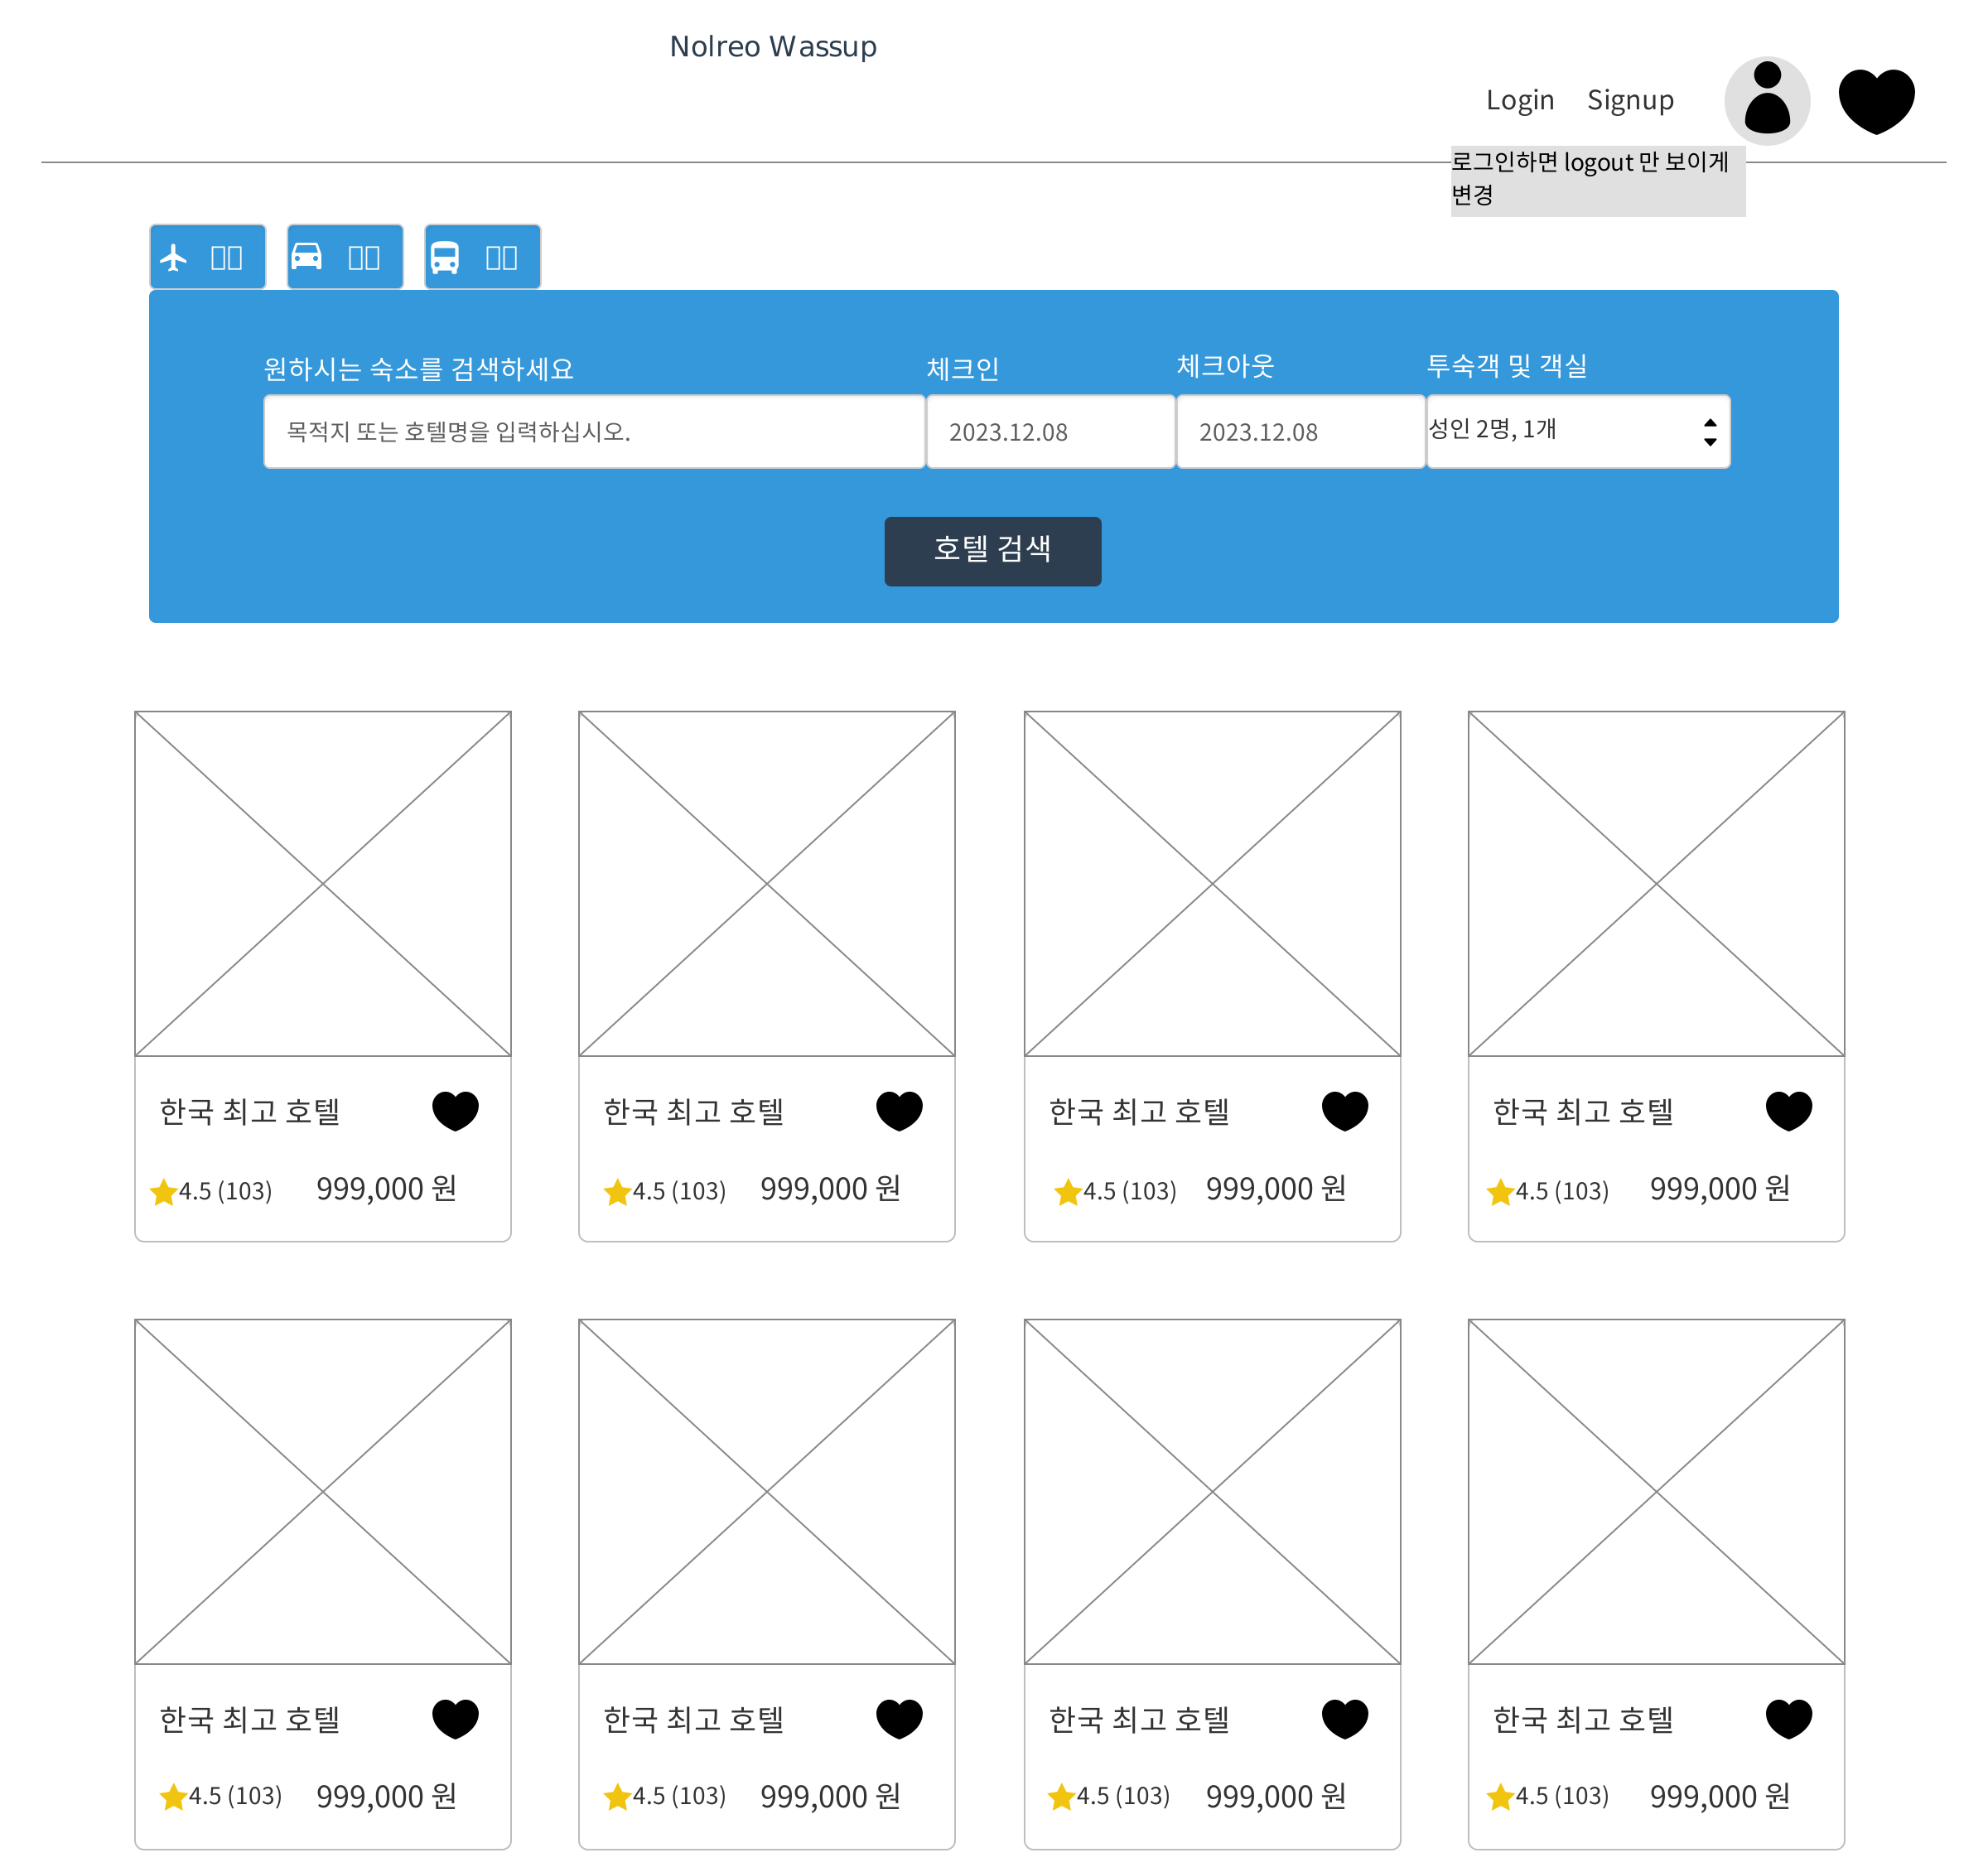 Nolreo Wassup
Login Signup
로그인하면 logout 만 보이게
변경
원하시는 숙소를 검색하세요 체크인 체크아웃 투숙객 및 객실
목적지 또는 호텔명을 입력하십시오. 2023.12.08 2023.12.08 성인 2명, 1개
호텔 검색
한국 최고 호텔 한국 최고 호텔 한국 최고 호텔 한국 최고 호텔
4.5 (103) 999,000 원 4.5 (103) 999,000 원 4.5 (103) 999,000 원 4.5 (103) 999,000 원
한국 최고 호텔 한국 최고 호텔 한국 최고 호텔 한국 최고 호텔
4.5 (103) 999,000 원 4.5 (103) 999,000 원 4.5 (103) 999,000 원 4.5 (103) 999,000 원